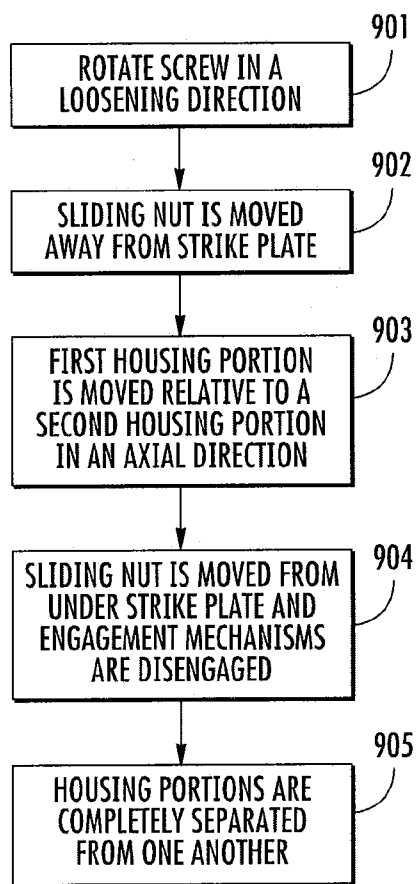 901
ROTATE SCREW IN A
LOOSENING DIRECTION
902
SLIDING NUT IS MOVED
AWAY FROM STRIKE PLATE
903
FIRST HOUSING PORTION
IS MOVED RELATIVE TO A
SECOND HOUSING PORTION
IN AN AXIAL DIRECTION
904
SLIDING NUT IS MOVED FROM
UNDER STRIKE PLATE AND
ENGAGEMENT MECHANISMS
ARE DISENGAGED
905
HOUSING PORTIONS ARE
COMPLETELY SEPARATED
FROM ONE ANOTHER